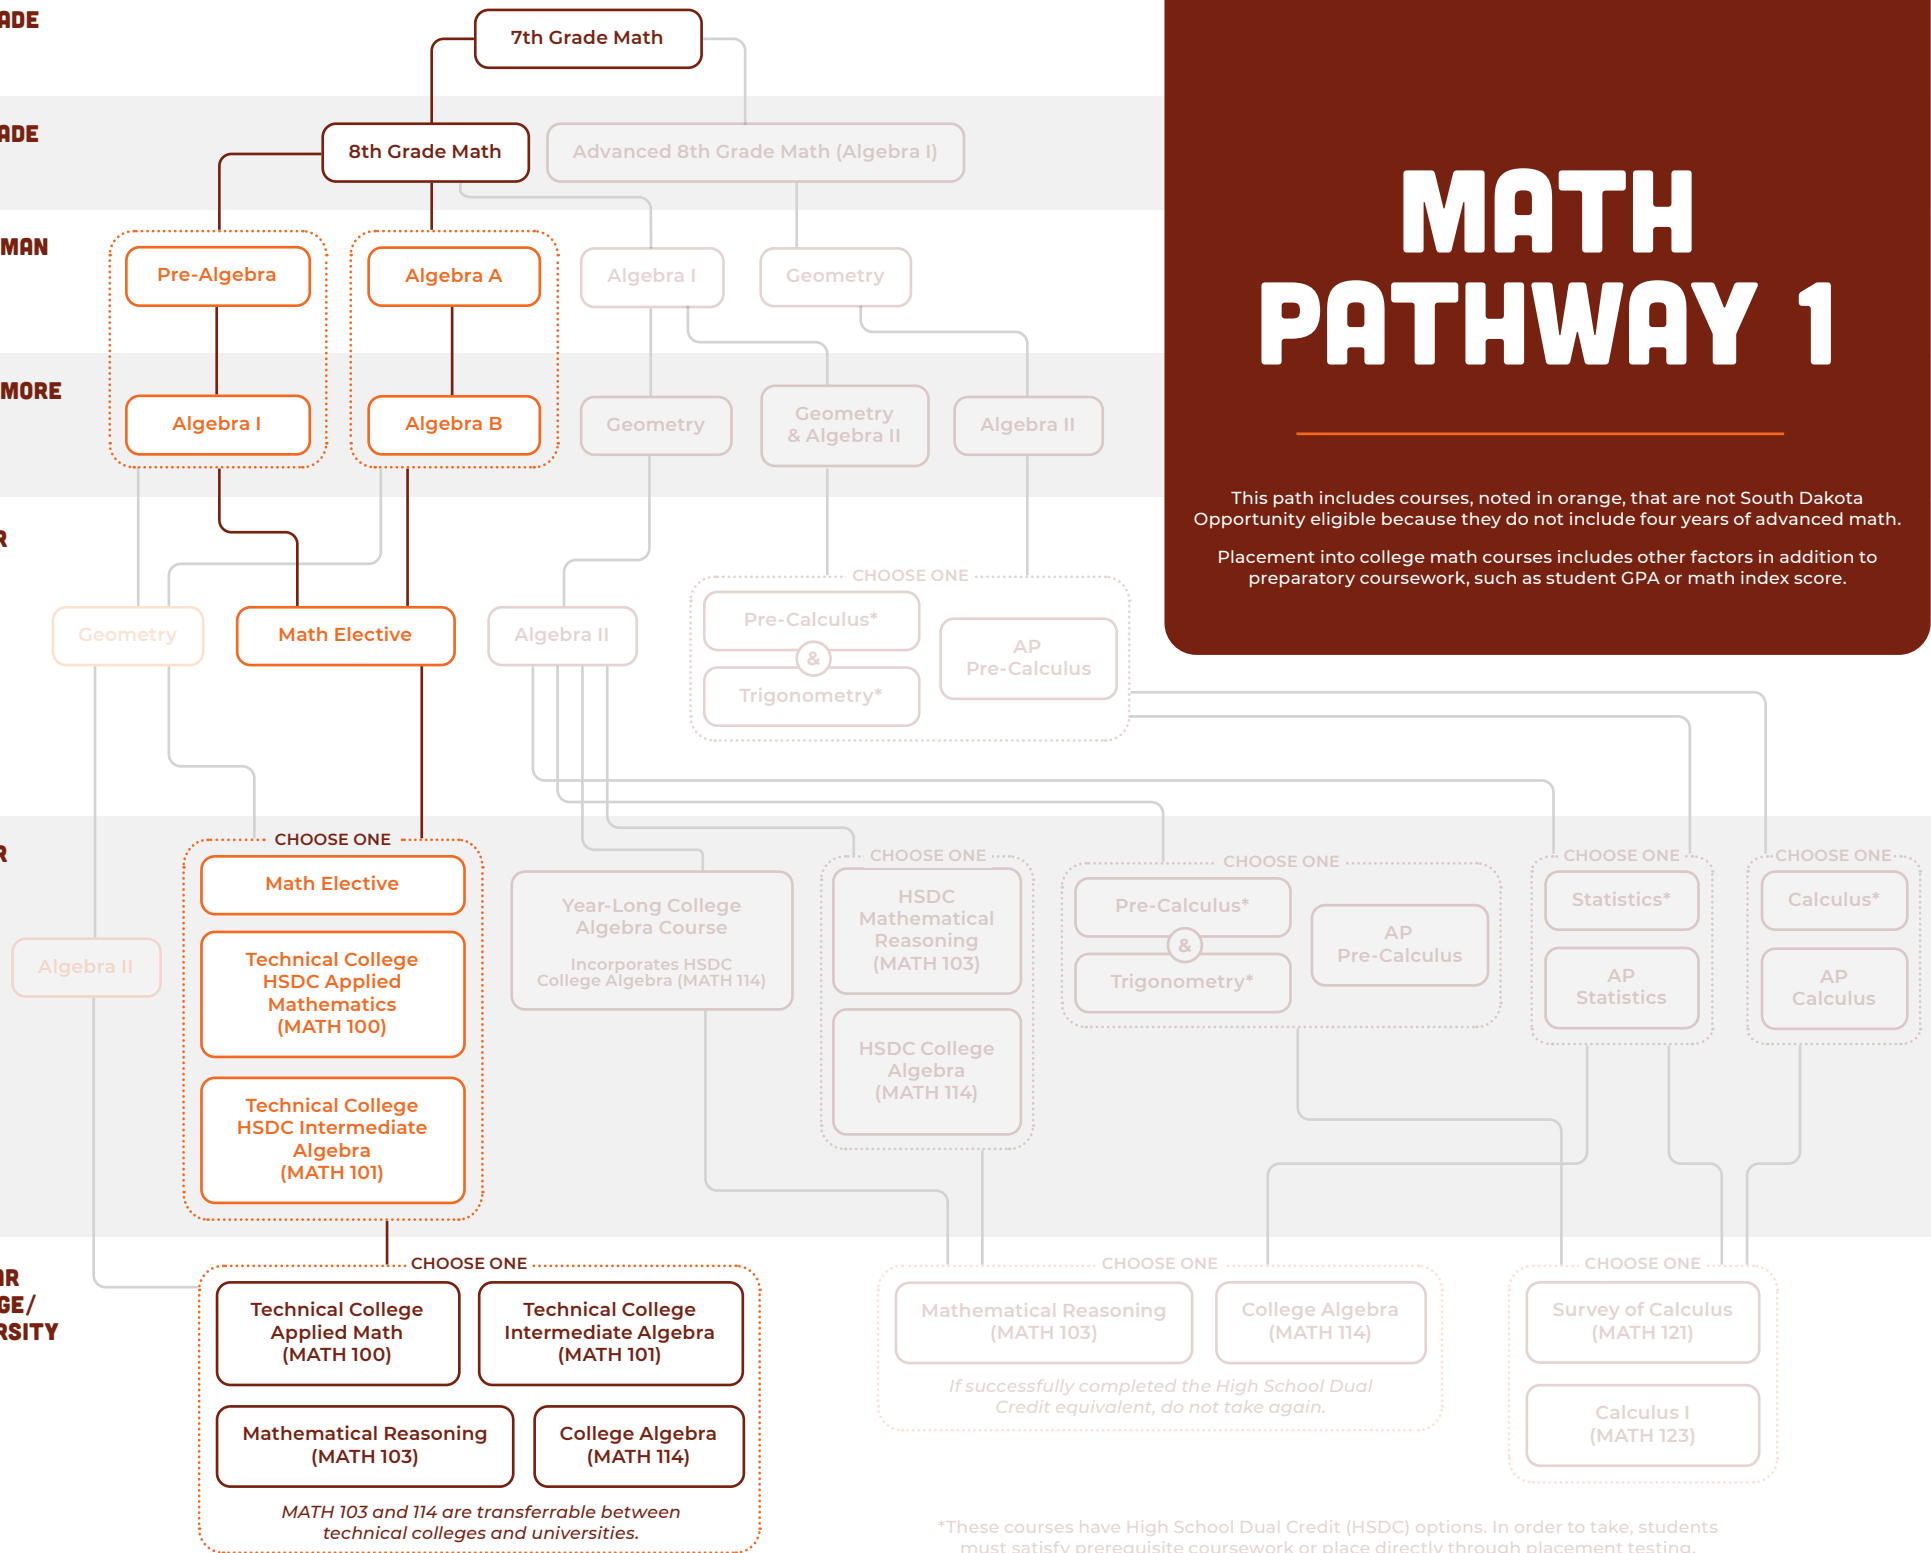 ADE
7th Grade Math
ADE
8th Grade Math
Advanced 8th Grade Math (Algebra I)
MATH
PATHWAY 1
This path includes courses, noted in orange, that are not South Dakota
Opportunity eligible because they do not include four years of advanced math.
Placement into college math courses includes other factors in addition to
preparatory coursework, such as student GPA or math index score.
MAN
Pre-Algebra
Algebra A
Algebra I
Geometry
MORE
Algebra I
Algebra B
Geometry
Geometry
& Algebra II
Algebra II
R
Geometry
Math Elective
Algebra II
CHOOSE ONE
Pre-Calculus*
&
Trigonometry*
AP
Pre-Calculus
R
Algebra II
CHOOSE ONE
Math Elective
Technical College
HSDC Applied
Mathematics
(MATH 100)
Technical College
HSDC Intermediate
Algebra
(MATH 101)
Year-Long College
Algebra Course
Incorporates HSDC
College Algebra (MATH 114)
CHOOSE ONE
HSDC
Mathematical
Reasoning
(MATH 103)
HSDC College
Algebra
(MATH 114)
CHOOSE ONE
Pre-Calculus*
&
Trigonometry*
AP
Pre-Calculus
CHOOSE ONE
Statistics*
AP
Statistics
CHOOSE ONE
Calculus*
AP
Calculus
AR
GE/
RSITY
CHOOSE ONE
Technical College
Applied Math
(MATH 100)
Technical College
Intermediate Algebra
(MATH 101)
Mathematical Reasoning
(MATH 103)
College Algebra
(MATH 114)
MATH 103 and 114 are transferrable between
technical colleges and universities.
CHOOSE ONE
Mathematical Reasoning
(MATH 103)
College Algebra
(MATH 114)
If successfully completed the High School Dual
Credit equivalent, do not take again.
CHOOSE ONE
Survey of Calculus
(MATH 121)
Calculus I
(MATH 123)
*These courses have High School Dual Credit (HSDC) options. In order to take, students
must satisfy prerequisite coursework or place directly through placement testing.